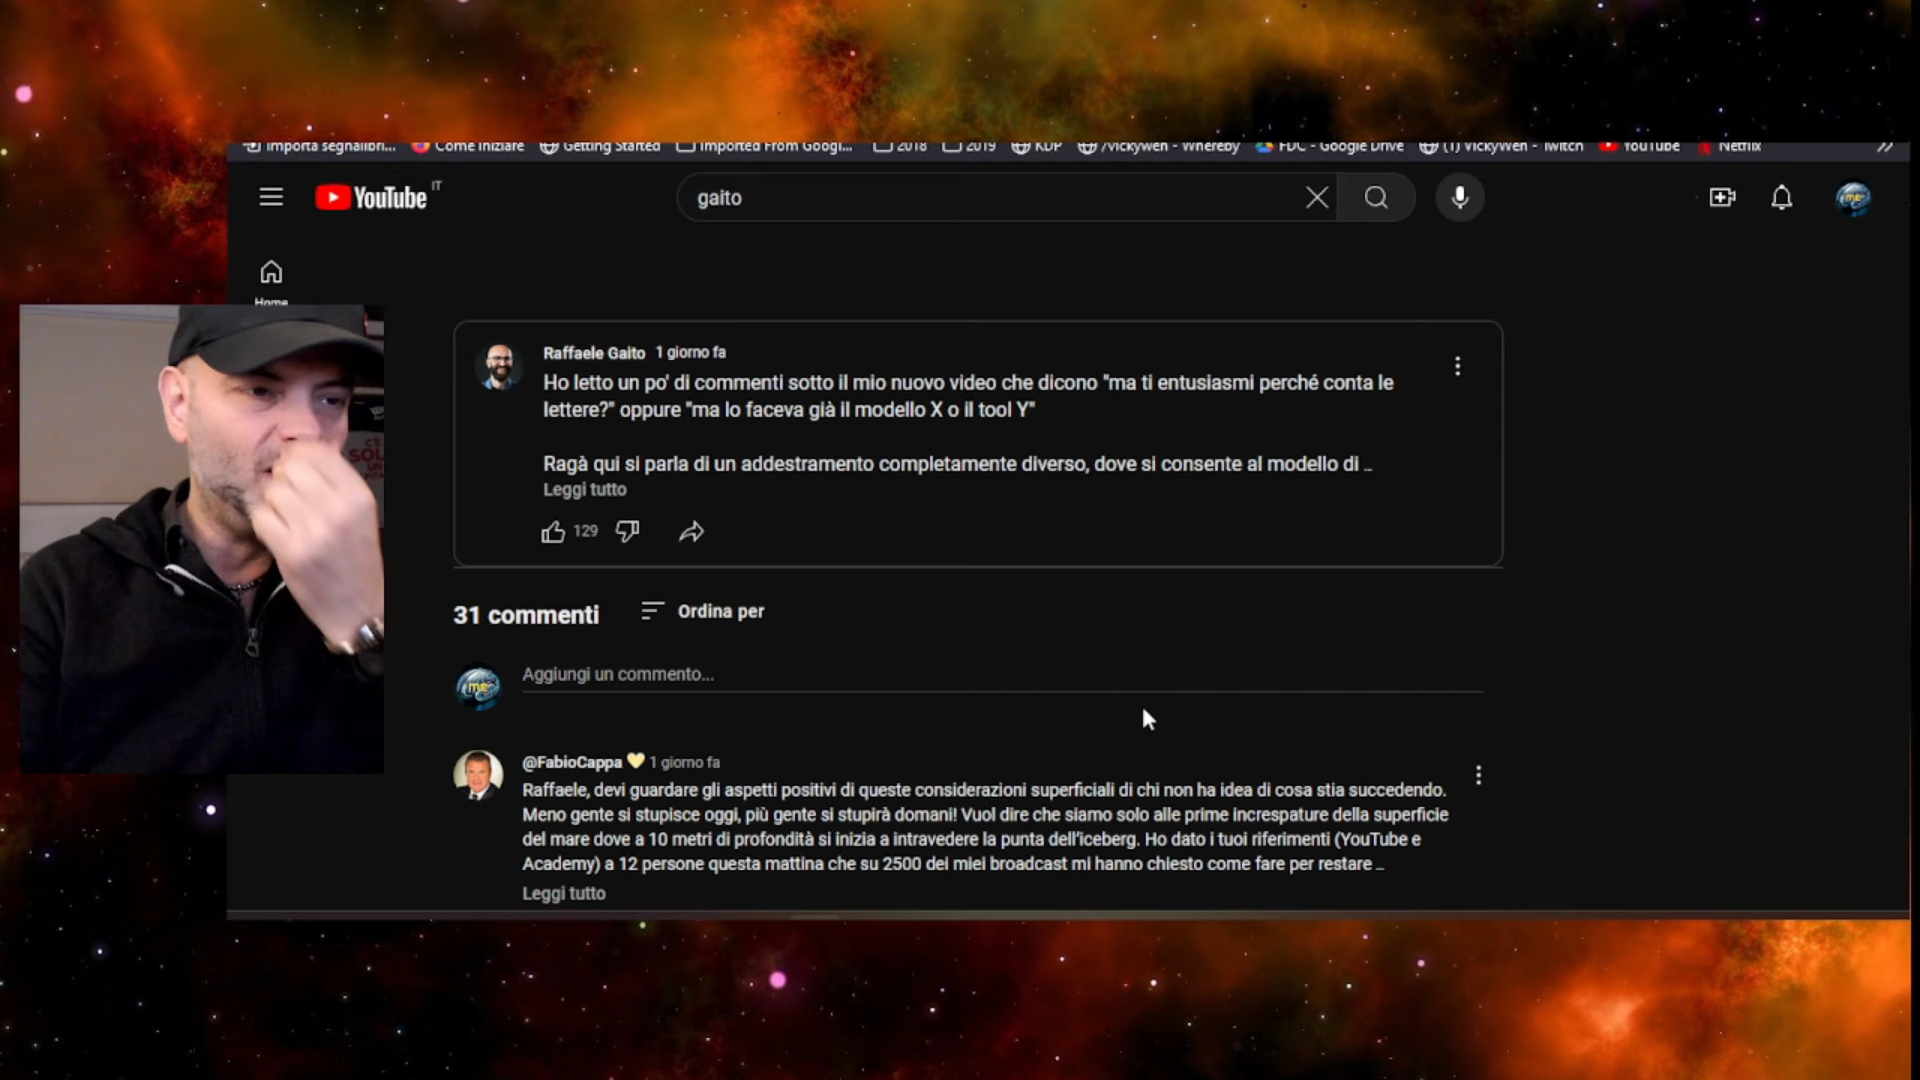 Importa segnalibri... Come iniziare Getting Started Imported From Googl... 2018 2019 KDP /vickywen - Whereby FDC - Google Drive (1) vickywen - Twitch YouTube Netflix
YouTube IT
gaito
Home
Raffaele Gaito 1 giorno fa
Ho letto un po' di commenti sotto il mio nuovo video che dicono "ma ti entusiasmi perché conta le
lettere?" oppure "ma lo faceva già il modello X o il tool Y"
Ragà qui si parla di un addestramento completamente diverso, dove si consente al modello di ...
Leggi tutto
129
31 commenti Ordina per
me
Aggiungi un commento...
@FabioCappa 1 giorno fa
Raffaele, devi guardare gli aspetti positivi di queste considerazioni superficiali di chi non ha idea di cosa stia succedendo.
Meno gente si stupisce oggi, più gente si stupirà domani! Vuol dire che siamo solo alle prime increspature della superficie
del mare dove a 10 metri di profondità si inizia a intravedere la punta dell'iceberg. Ho dato i tuoi riferimenti (YouTube e
Academy) a 12 persone questa mattina che su 2500 dei miei broadcast mi hanno chiesto come fare per restare ...
Leggi tutto